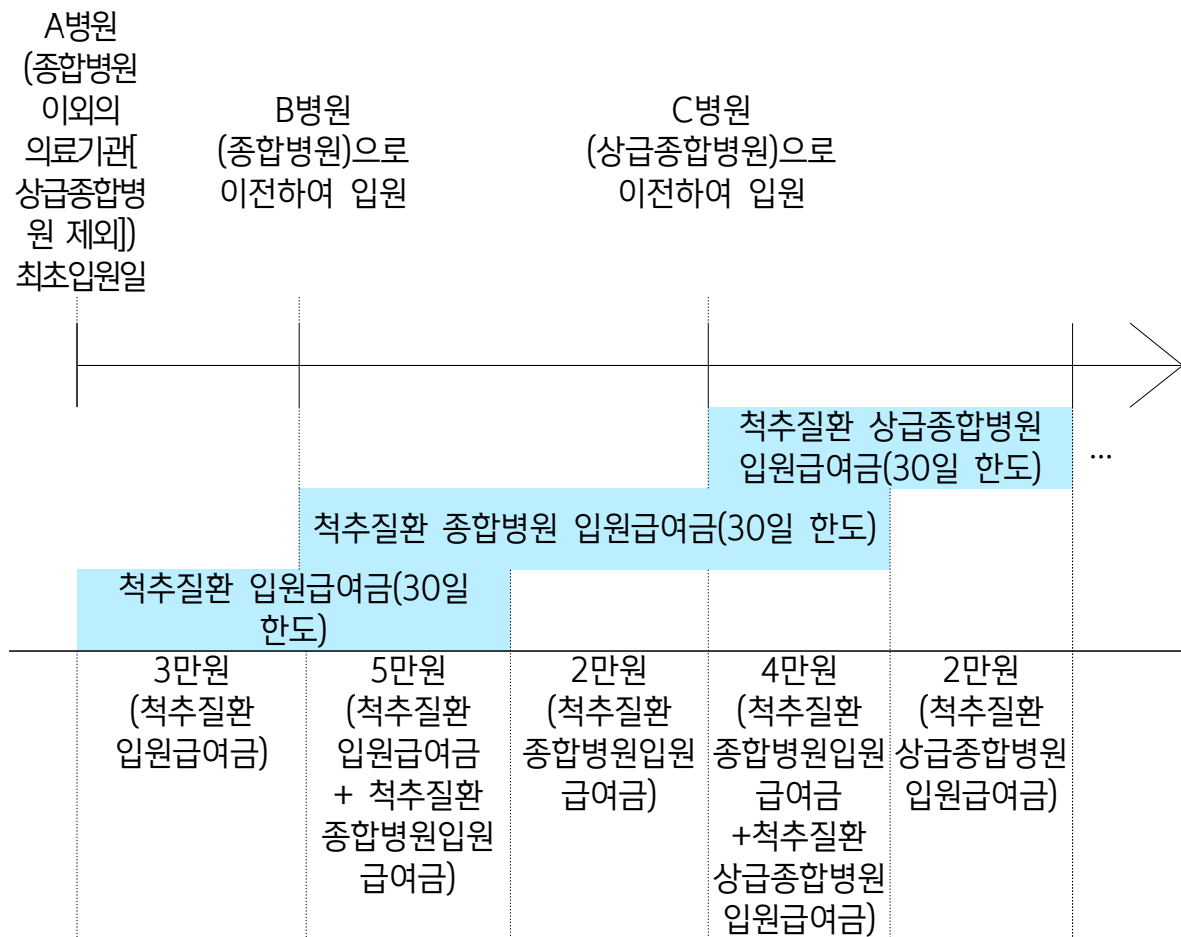 A병원
(종합병원
이외의
의료기관[
상급종합병
원 제외])
최초입원일
B병원
(종합병원)으로
이전하여 입원
C병원
(상급종합병원)으로
이전하여 입원
척추질환 상급종합병원
입원급여금(30일 한도)
...
척추질환 종합병원 입원급여금(30일 한도)
척추질환 입원급여금(30일
한도)
3만원
(척추질환
입원급여금)
5만원
(척추질환
입원급여금
+ 척추질환
종합병원입원
급여금)
2만원
(척추질환
종합병원입원
급여금)
4만원
(척추질환
종합병원입원
급여금
+척추질환
상급종합병원
입원급여금)
2만원
(척추질환
상급종합병원
입원급여금)